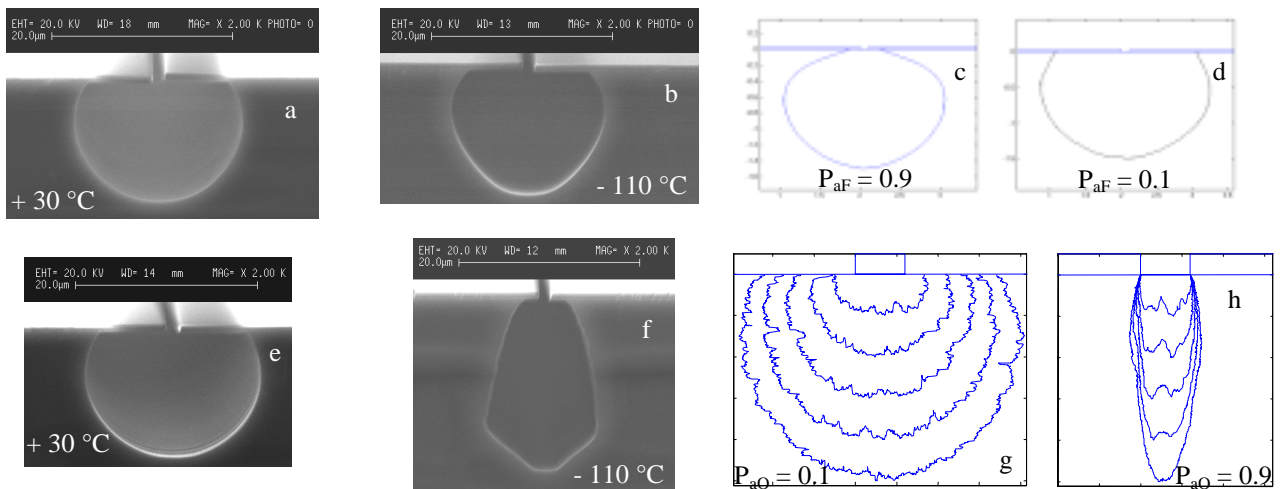 EHT= 20.0 KV WD= 18 mm MAG= X 2.00 K PHOTO= 0
20.0µm
a
+ 30 °C
EHT= 20.0 KV WD= 13 mm MAG= X 2.00 K PHOTO= 0
20.0µm
b
- 110 °C
c
PaF = 0.9
d
PaF = 0.1
EHT= 20.0 KV WD= 14 mm MAG= X 2.00 K
20.0µm
e
+ 30 °C
EHT= 20.0 KV WD= 12 mm MAG= X 2.00 K
20.0µm
f
- 110 °C
g
PaO = 0.1
h
PaO = 0.9